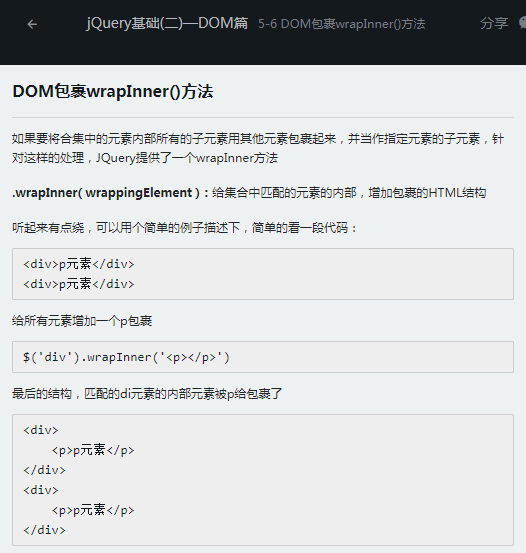 ← jQuery基础(二)—DOM篇 5-6 DOM包裹wrapInner()方法 分享
DOM包裹wrapInner()方法
如果要将合集中的元素内部所有的子元素用其他元素包裹起来，并当作指定元素的子元素，针
对这样的处理，JQuery提供了一个wrapInner方法
.wrapInner( wrappingElement )：给集合中匹配的元素的内部，增加包裹的HTML结构
听起来有点绕，可以用个简单的例子描述下，简单的看一段代码：
<div>p元素</div>
<div>p元素</div>
给所有元素增加一个p包裹
$('div').wrapInner('<p></p>')
最后的结构，匹配的di元素的内部元素被p给包裹了
<div>
    <p>p元素</p>
</div>
<div>
    <p>p元素</p>
</div>